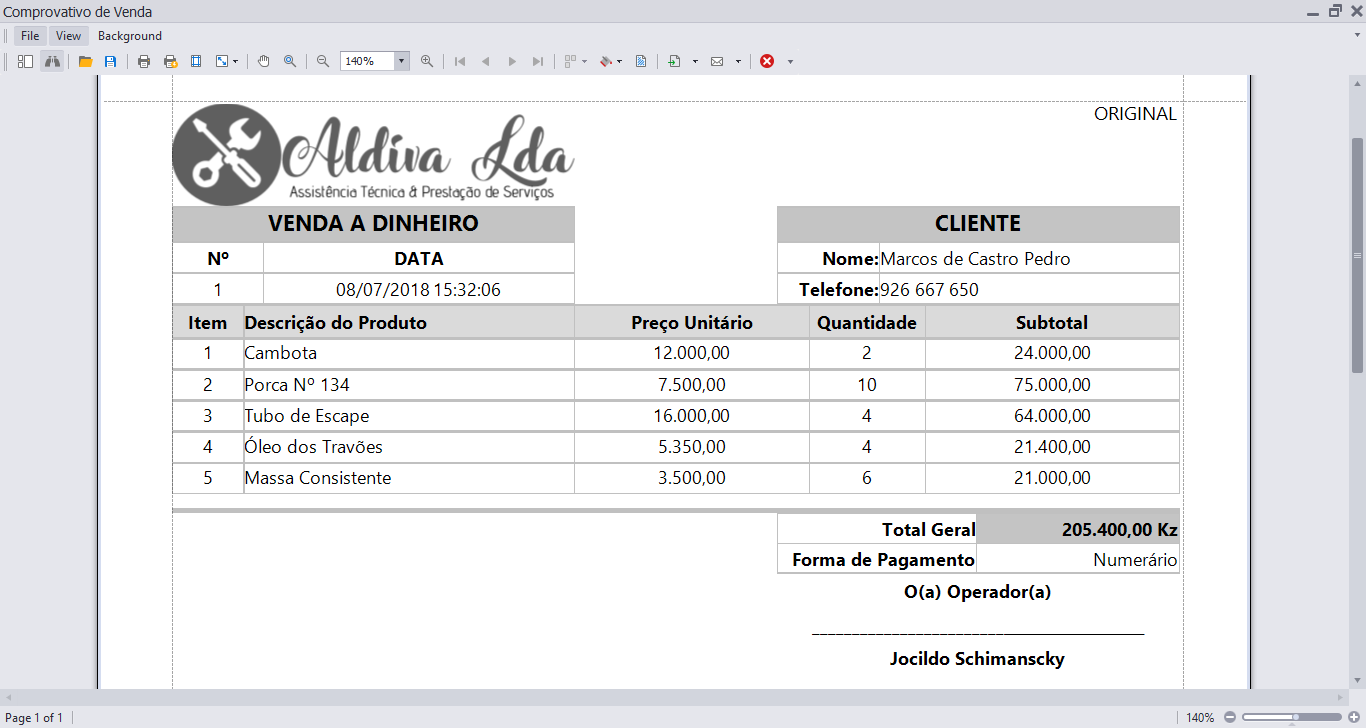 Comprovativo de Venda
File View Background
140%
ORIGINAL
Aldiva Lda
Assistência Técnica & Prestação de Serviços
VENDA A DINHEIRO
CLIENTE
Nº DATA
Nome: Marcos de Castro Pedro
1 08/07/2018 15:32:06
Telefone: 926 667 650
Item Descrição do Produto Preço Unitário Quantidade Subtotal
1 Cambota 12.000,00 2 24.000,00
2 Porca Nº 134 7.500,00 10 75.000,00
3 Tubo de Escape 16.000,00 4 64.000,00
4 Óleo dos Travões 5.350,00 4 21.400,00
5 Massa Consistente 3.500,00 6 21.000,00
Total Geral 205.400,00 Kz
Forma de Pagamento Numerário
O(a) Operador(a)
Jocildo Schimanscky
Page 1 of 1 140%